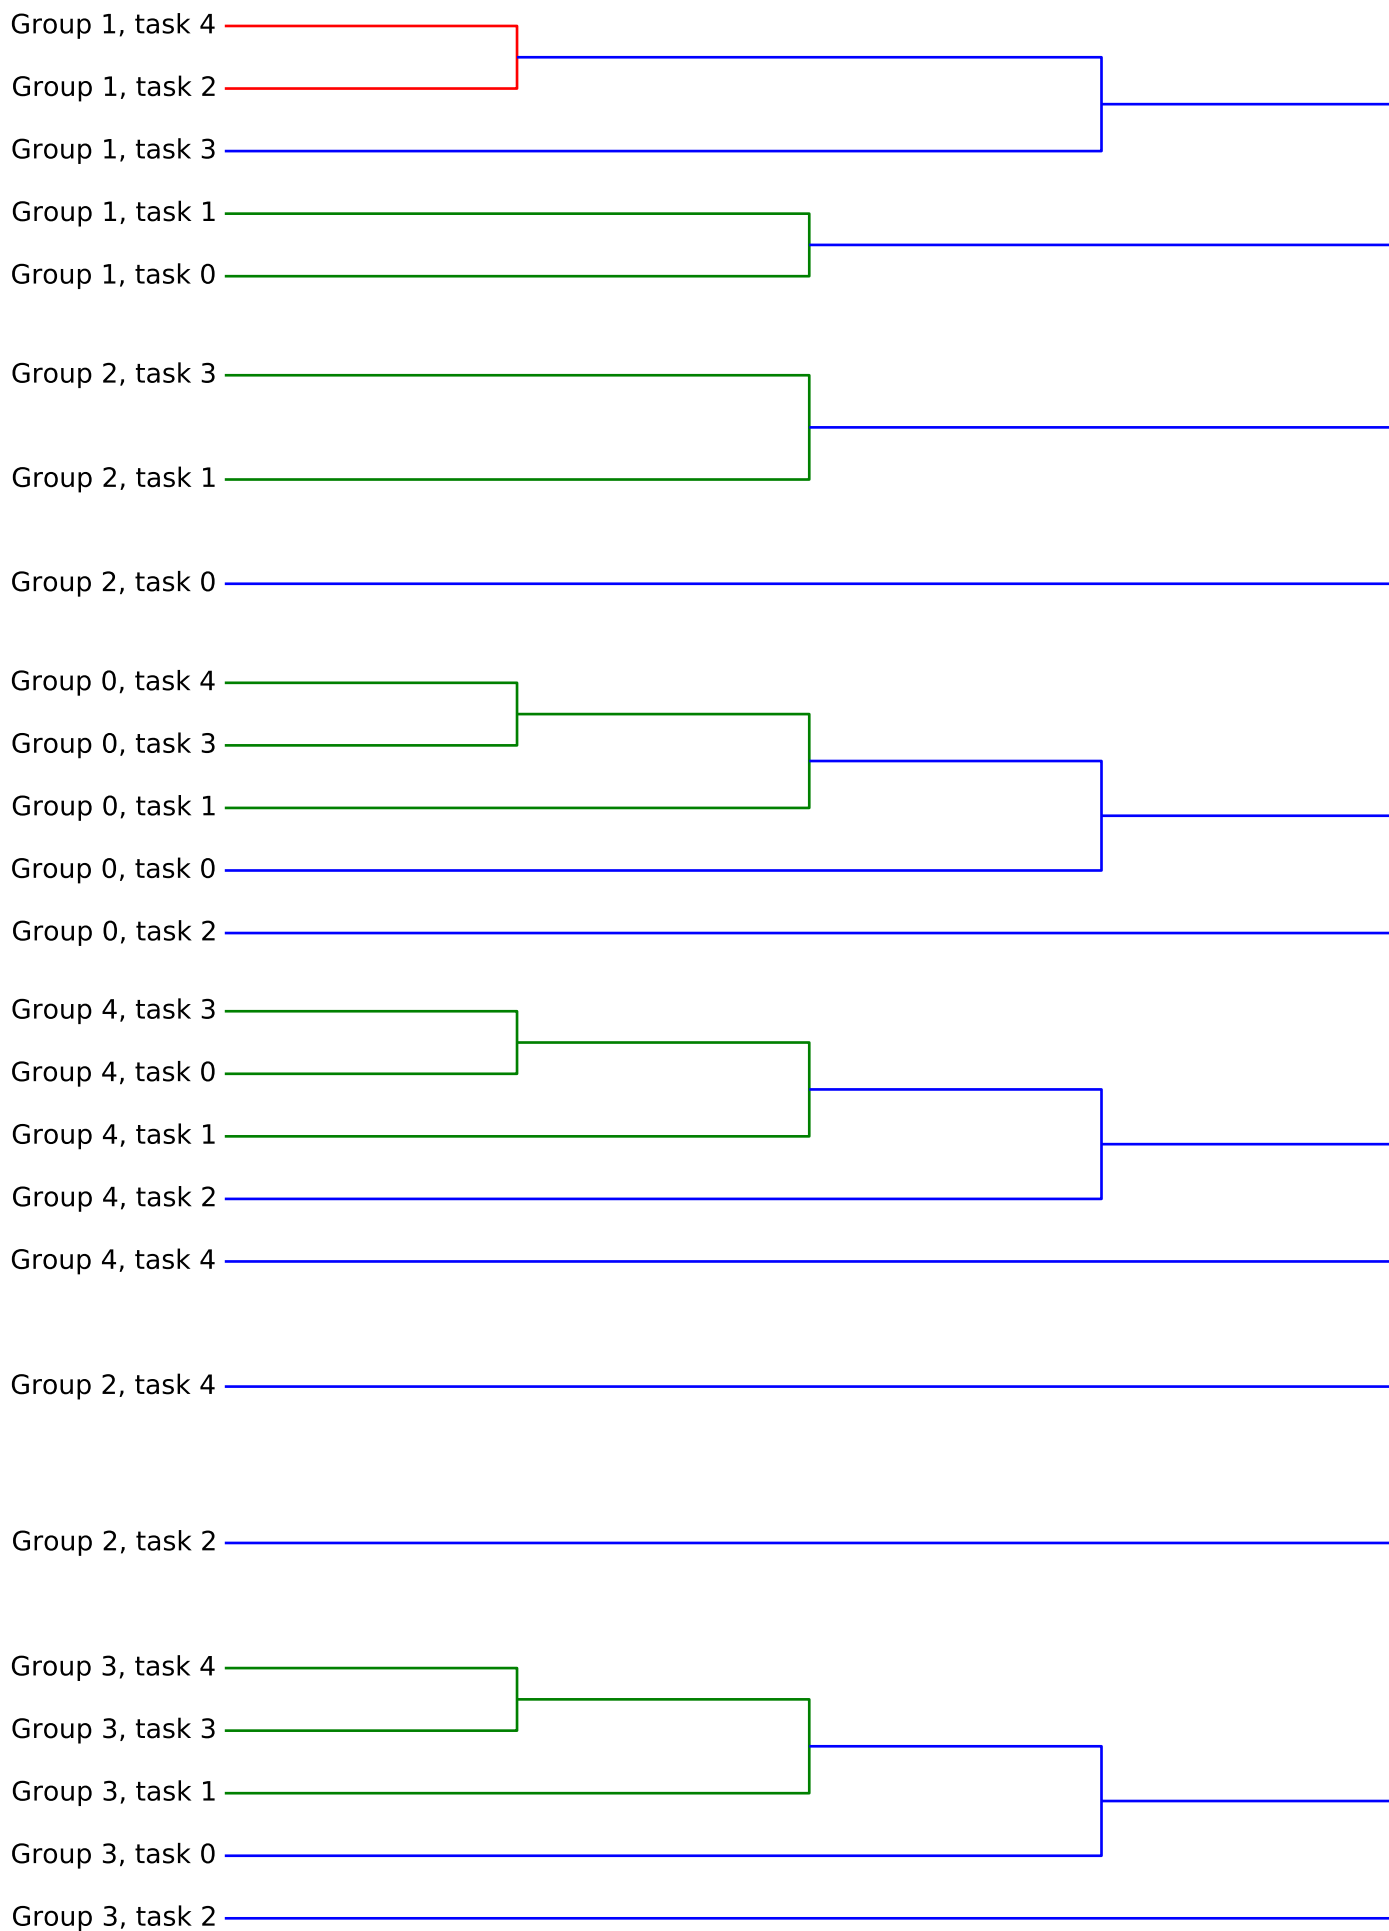 Group 1, task 4
Group 1, task 2
Group 1, task 3
Group 1, task 1
Group 1, task 0
Group 2, task 3
Group 2, task 1
Group 2, task 0
Group 0, task 4
Group 0, task 3
Group 0, task 1
Group 0, task 0
Group 0, task 2
Group 4, task 3
Group 4, task 0
Group 4, task 1
Group 4, task 2
Group 4, task 4
Group 2, task 4
Group 2, task 2
Group 3, task 4
Group 3, task 3
Group 3, task 1
Group 3, task 0
Group 3, task 2